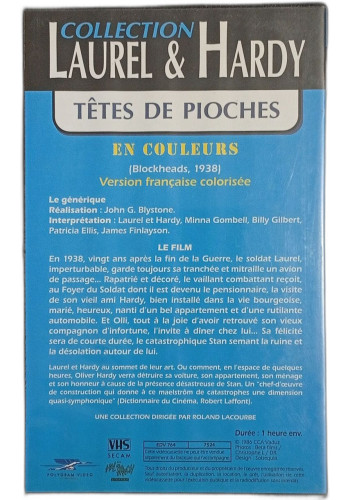 COLLECTION
LAUREL & HARDY
TÊTES DE PIOCHES
EN COULEURS
(Blockheads, 1938)
Version française colorisée
Le générique
Réalisation : John G. Blystone.
Interprétation : Laurel et Hardy, Minna Gombell, Billy Gilbert,
Patricia Ellis, James Finlayson.
LE FILM
En 1938, vingt ans après la fin de la Guerre, le soldat Laurel,
imperturbable, garde toujours sa tranchée et mitraille un avion
de passage... Rapatrié et décoré, le vaillant combattant reçoit,
au Foyer du Soldat dont il est devenu le pensionnaire, la visite
de son vieil ami Hardy, bien installé dans la vie bourgeoise,
marié, heureux, nanti d'un bel appartement et d'une rutilante
automobile. Et Olli, tout à la joie d'avoir retrouvé son vieux
compagnon d'infortune, l'invite à dîner chez lui... Sa félicité
sera de courte durée, le catastrophique Stan semant la ruine et
la désolation autour de lui.
Laurel et Hardy au sommet de leur art. Ou comment, en l'espace de quelques
heures, Oliver Hardy verra détruire sa voiture, son appartement, son ménage
et son honneur à cause de la présence désastreuse de Stan. Un "chef-d'œuvre
de construction qui donne à ce maelström de catastrophes une dimension
quasi-symphonique" (Dictionnaire du Cinéma, Robert Laffont).
UNE COLLECTION DIRIGÉE PAR ROLAND LACOURBE
Durée : 1 heure env.
VHS
SECAM